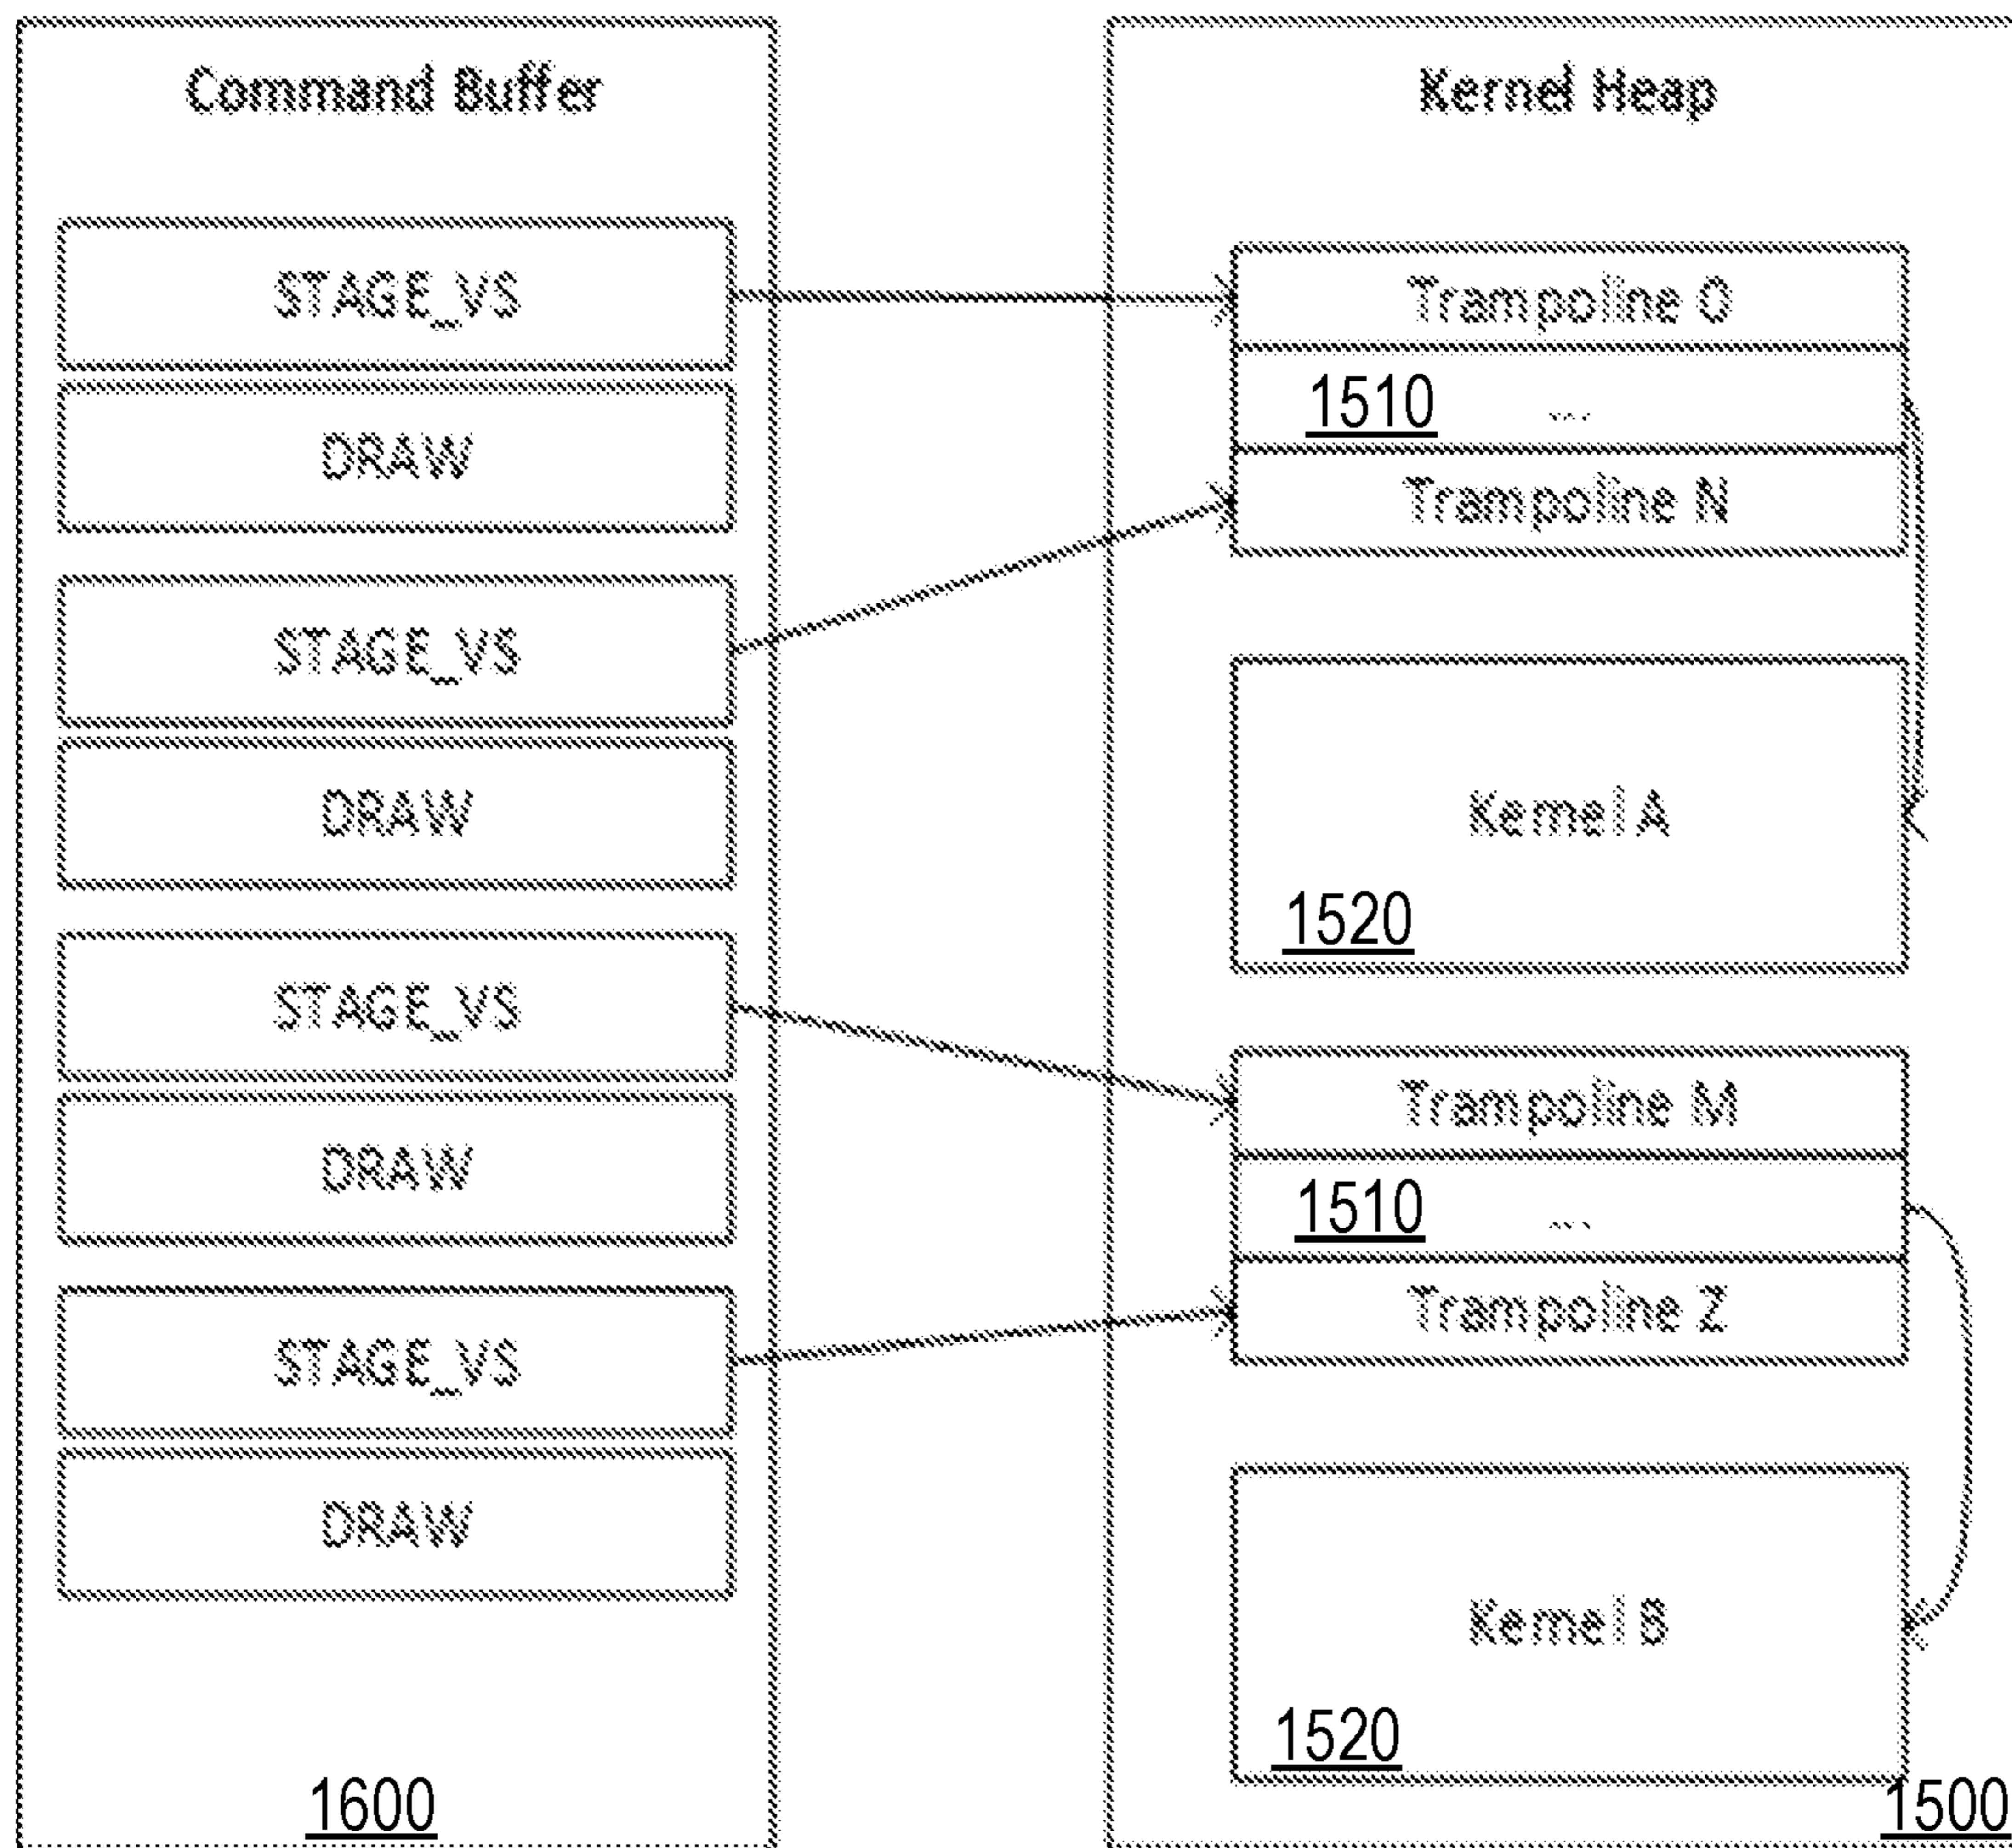 Command Buffer
STAGE_VS
DRAW
STAGE_VS
DRAW
STAGE_VS
DRAW
STAGE_VS
DRAW
1600
Kernel Heap
Trampoline 0
1510 ...
Trampoline N
Kernel A
1520
Trampoline M
1510 ...
Trampoline Z
Kernel B
1520
1500